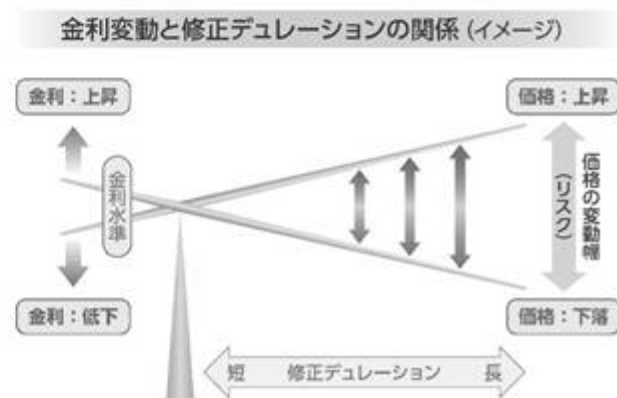 金利変動と修正デュレーションの関係（イメージ）
金利：上昇
価格：上昇
金利水準
価格の変動幅
（リスク）
金利：低下
価格：下落
短 修正デュレーション 長